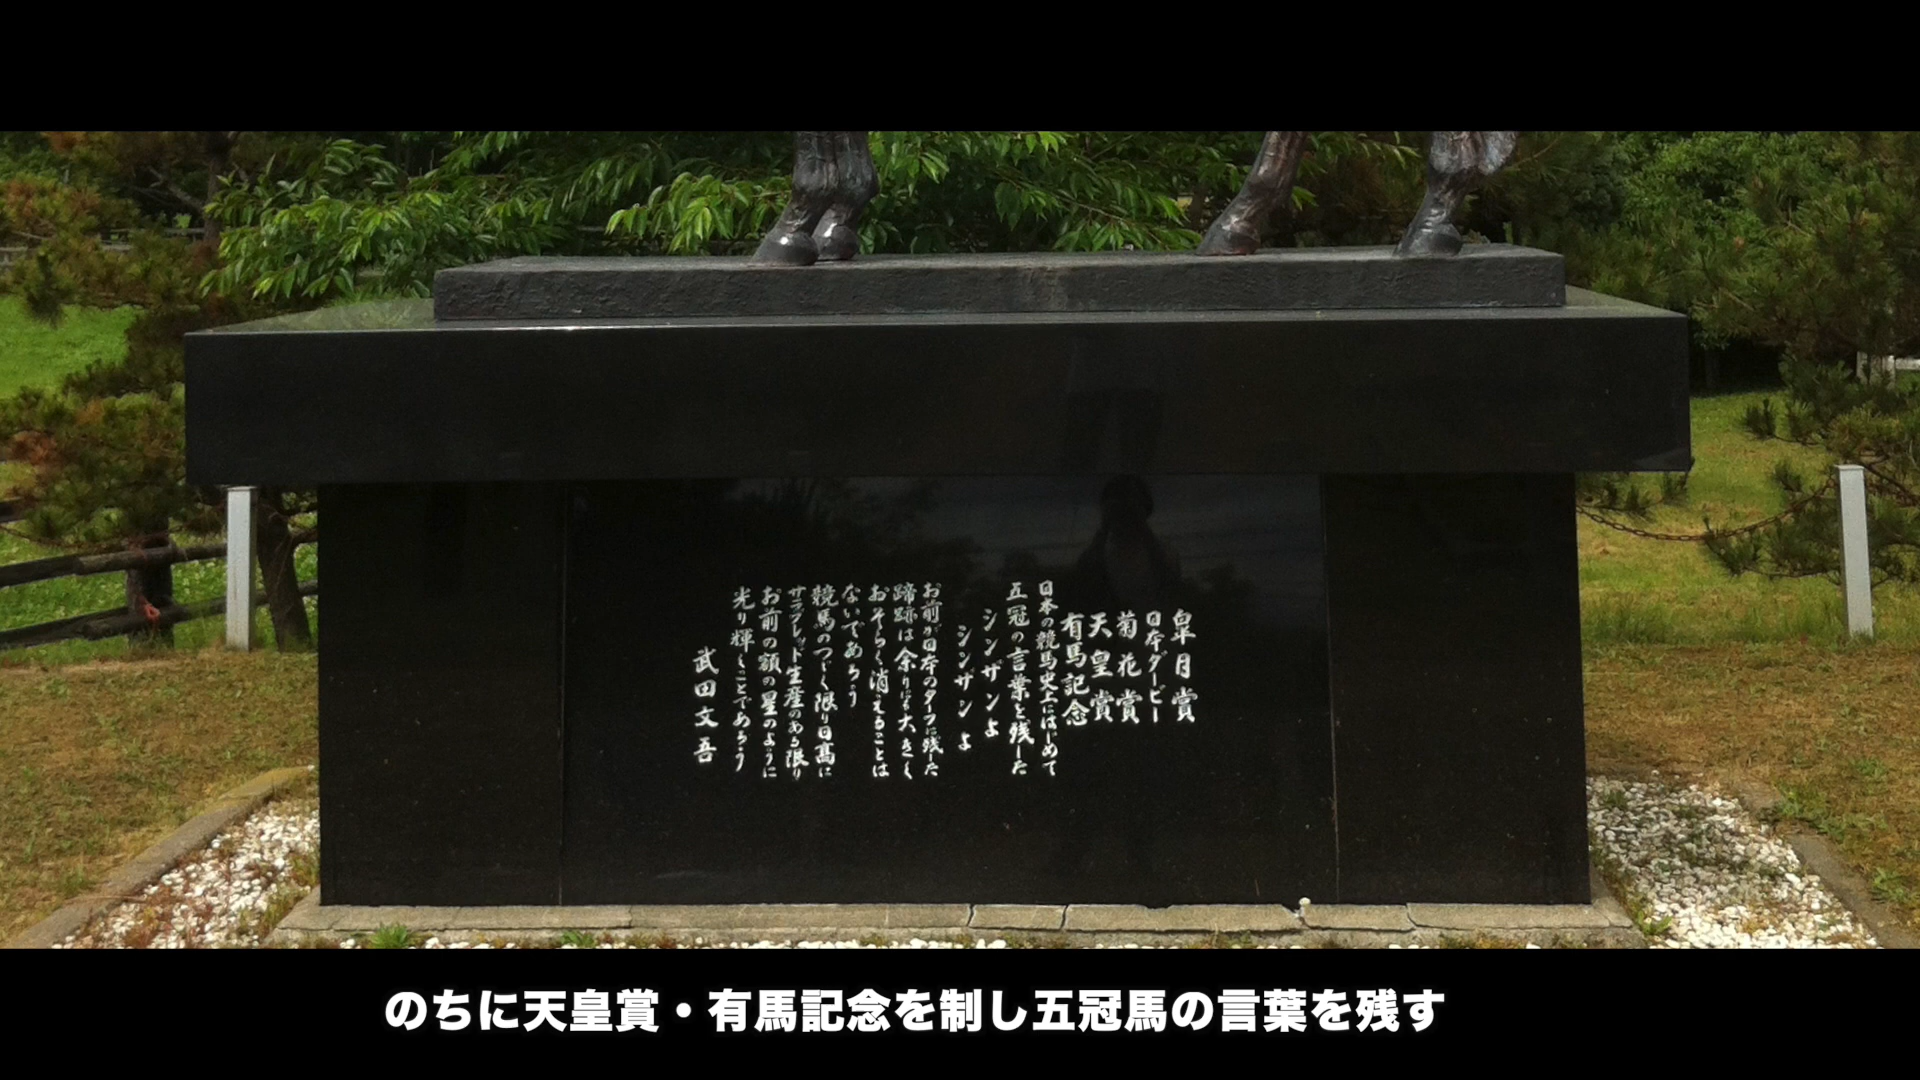 皐月賞
日本ダービー
菊花賞
天皇賞
有馬記念
日本の競馬史上にはじめて
五冠の言葉を残した
シンザンよ
シンザンよ
お前が日本のターフに残した
蹄跡は余りにも大きく
おそらく消えることは
ないであろう
競馬のつづく限り日高に
サラブレッド生産のある限り
お前の額の星のように
光り輝くことであろう
武田文吾
のちに天皇賞・有馬記念を制し五冠馬の言葉を残す